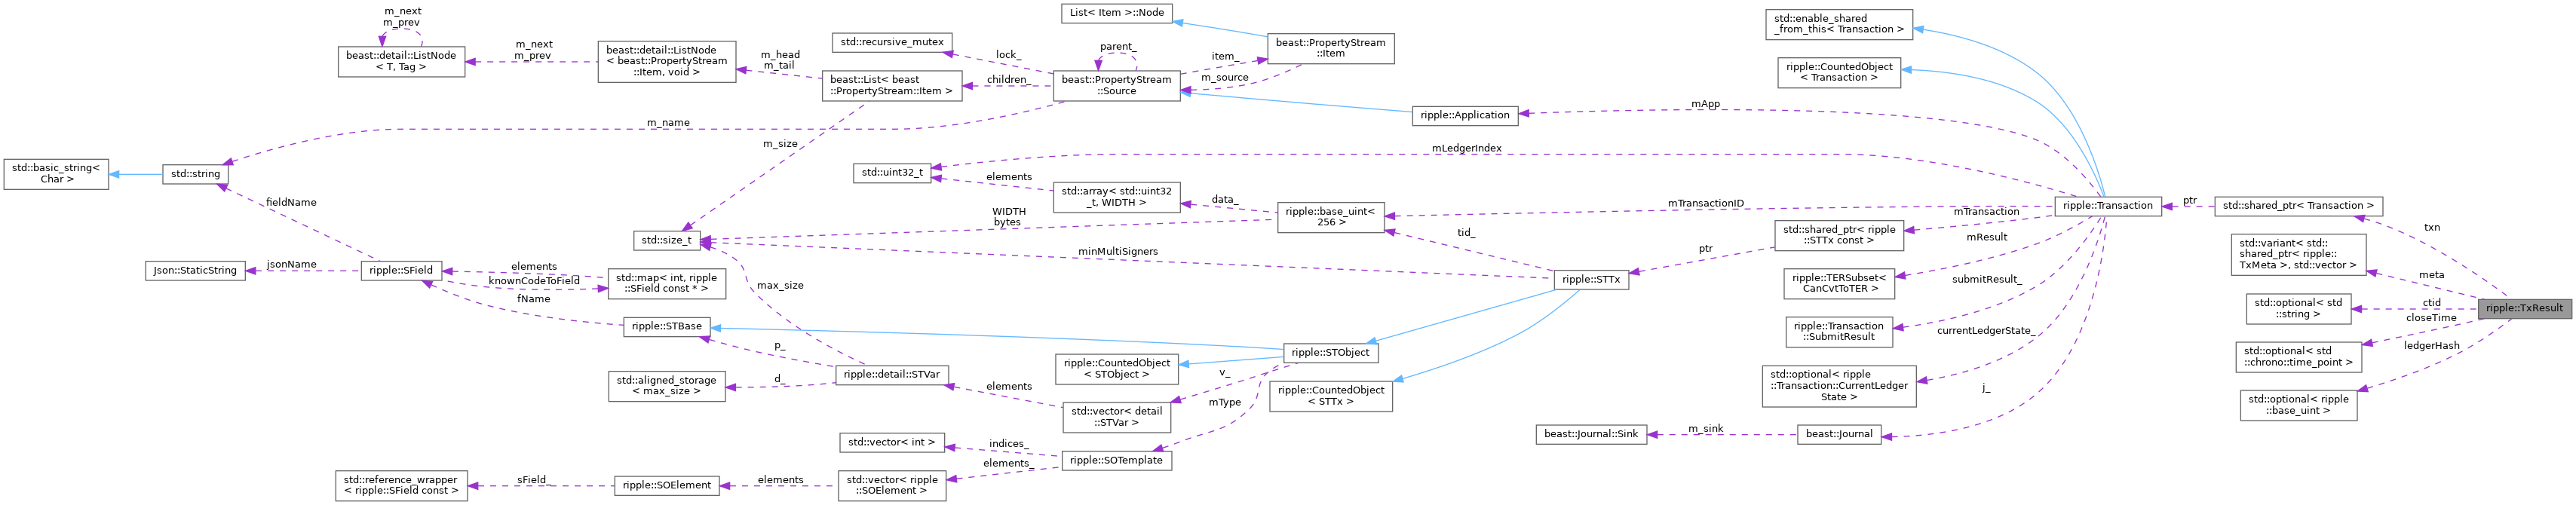 m_next
m_prev
beast::detail::ListNode
< T, Tag >
m_next
m_prev
beast::detail::ListNode
< beast::PropertyStream
::Item, void >
m_head
m_tail
std::recursive_mutex
lock_
beast::List< beast
::PropertyStream::Item >
children_
parent_
beast::PropertyStream
::Source
List< Item >::Node
item_
m_source
beast::PropertyStream
::Item
ripple::Application
mApp
std::enable_shared
_from_this< Transaction >
ripple::CountedObject
< Transaction >
m_name
m_size
std::basic_string<
Char >
std::string
fieldName
std::uint32_t
mLedgerIndex
elements
std::array< std::uint32
_t, WIDTH >
data_
WIDTH
bytes
ripple::base_uint<
256 >
mTransactionID
tid_
std::size_t
minMultiSigners
max_size
Json::StaticString
jsonName
ripple::SField
elements
knownCodeToField
std::map< int, ripple
::SField const * >
fName
ripple::STBase
p_
d_
std::aligned_storage
< max_size >
ripple::detail::STVar
elements
std::vector< detail
::STVar >
ripple::CountedObject
< STObject >
v_
mType
ripple::STObject
ripple::CountedObject
< STTx >
ripple::STTx
ptr
std::shared_ptr< ripple
::STTx const >
mTransaction
mResult
ripple::TERSubset<
CanCvtToTER >
submitResult_
ripple::Transaction
::SubmitResult
currentLedgerState_
std::optional< ripple
::Transaction::CurrentLedger
State >
j_
beast::Journal
m_sink
beast::Journal::Sink
std::vector< int >
indices_
ripple::SOTemplate
elements_
std::vector< ripple
::SOElement >
elements
ripple::SOElement
sField_
std::reference_wrapper
< ripple::SField const >
ripple::Transaction
ptr
std::shared_ptr< Transaction >
txn
std::variant< std::
shared_ptr< ripple::
TxMeta >, std::vector >
meta
std::optional< std
::string >
ctid
closeTime
std::optional< std
::chrono::time_point >
ledgerHash
std::optional< ripple
::base_uint >
ripple::TxResult